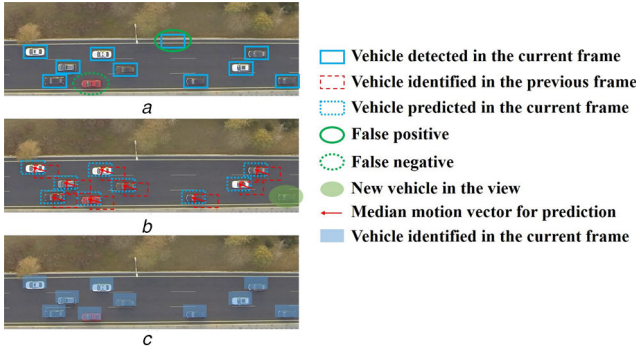 a
b
c
Vehicle detected in the current frame
Vehicle identified in the previous frame
Vehicle predicted in the current frame
False positive
False negative
New vehicle in the view
Median motion vector for prediction
Vehicle identified in the current frame